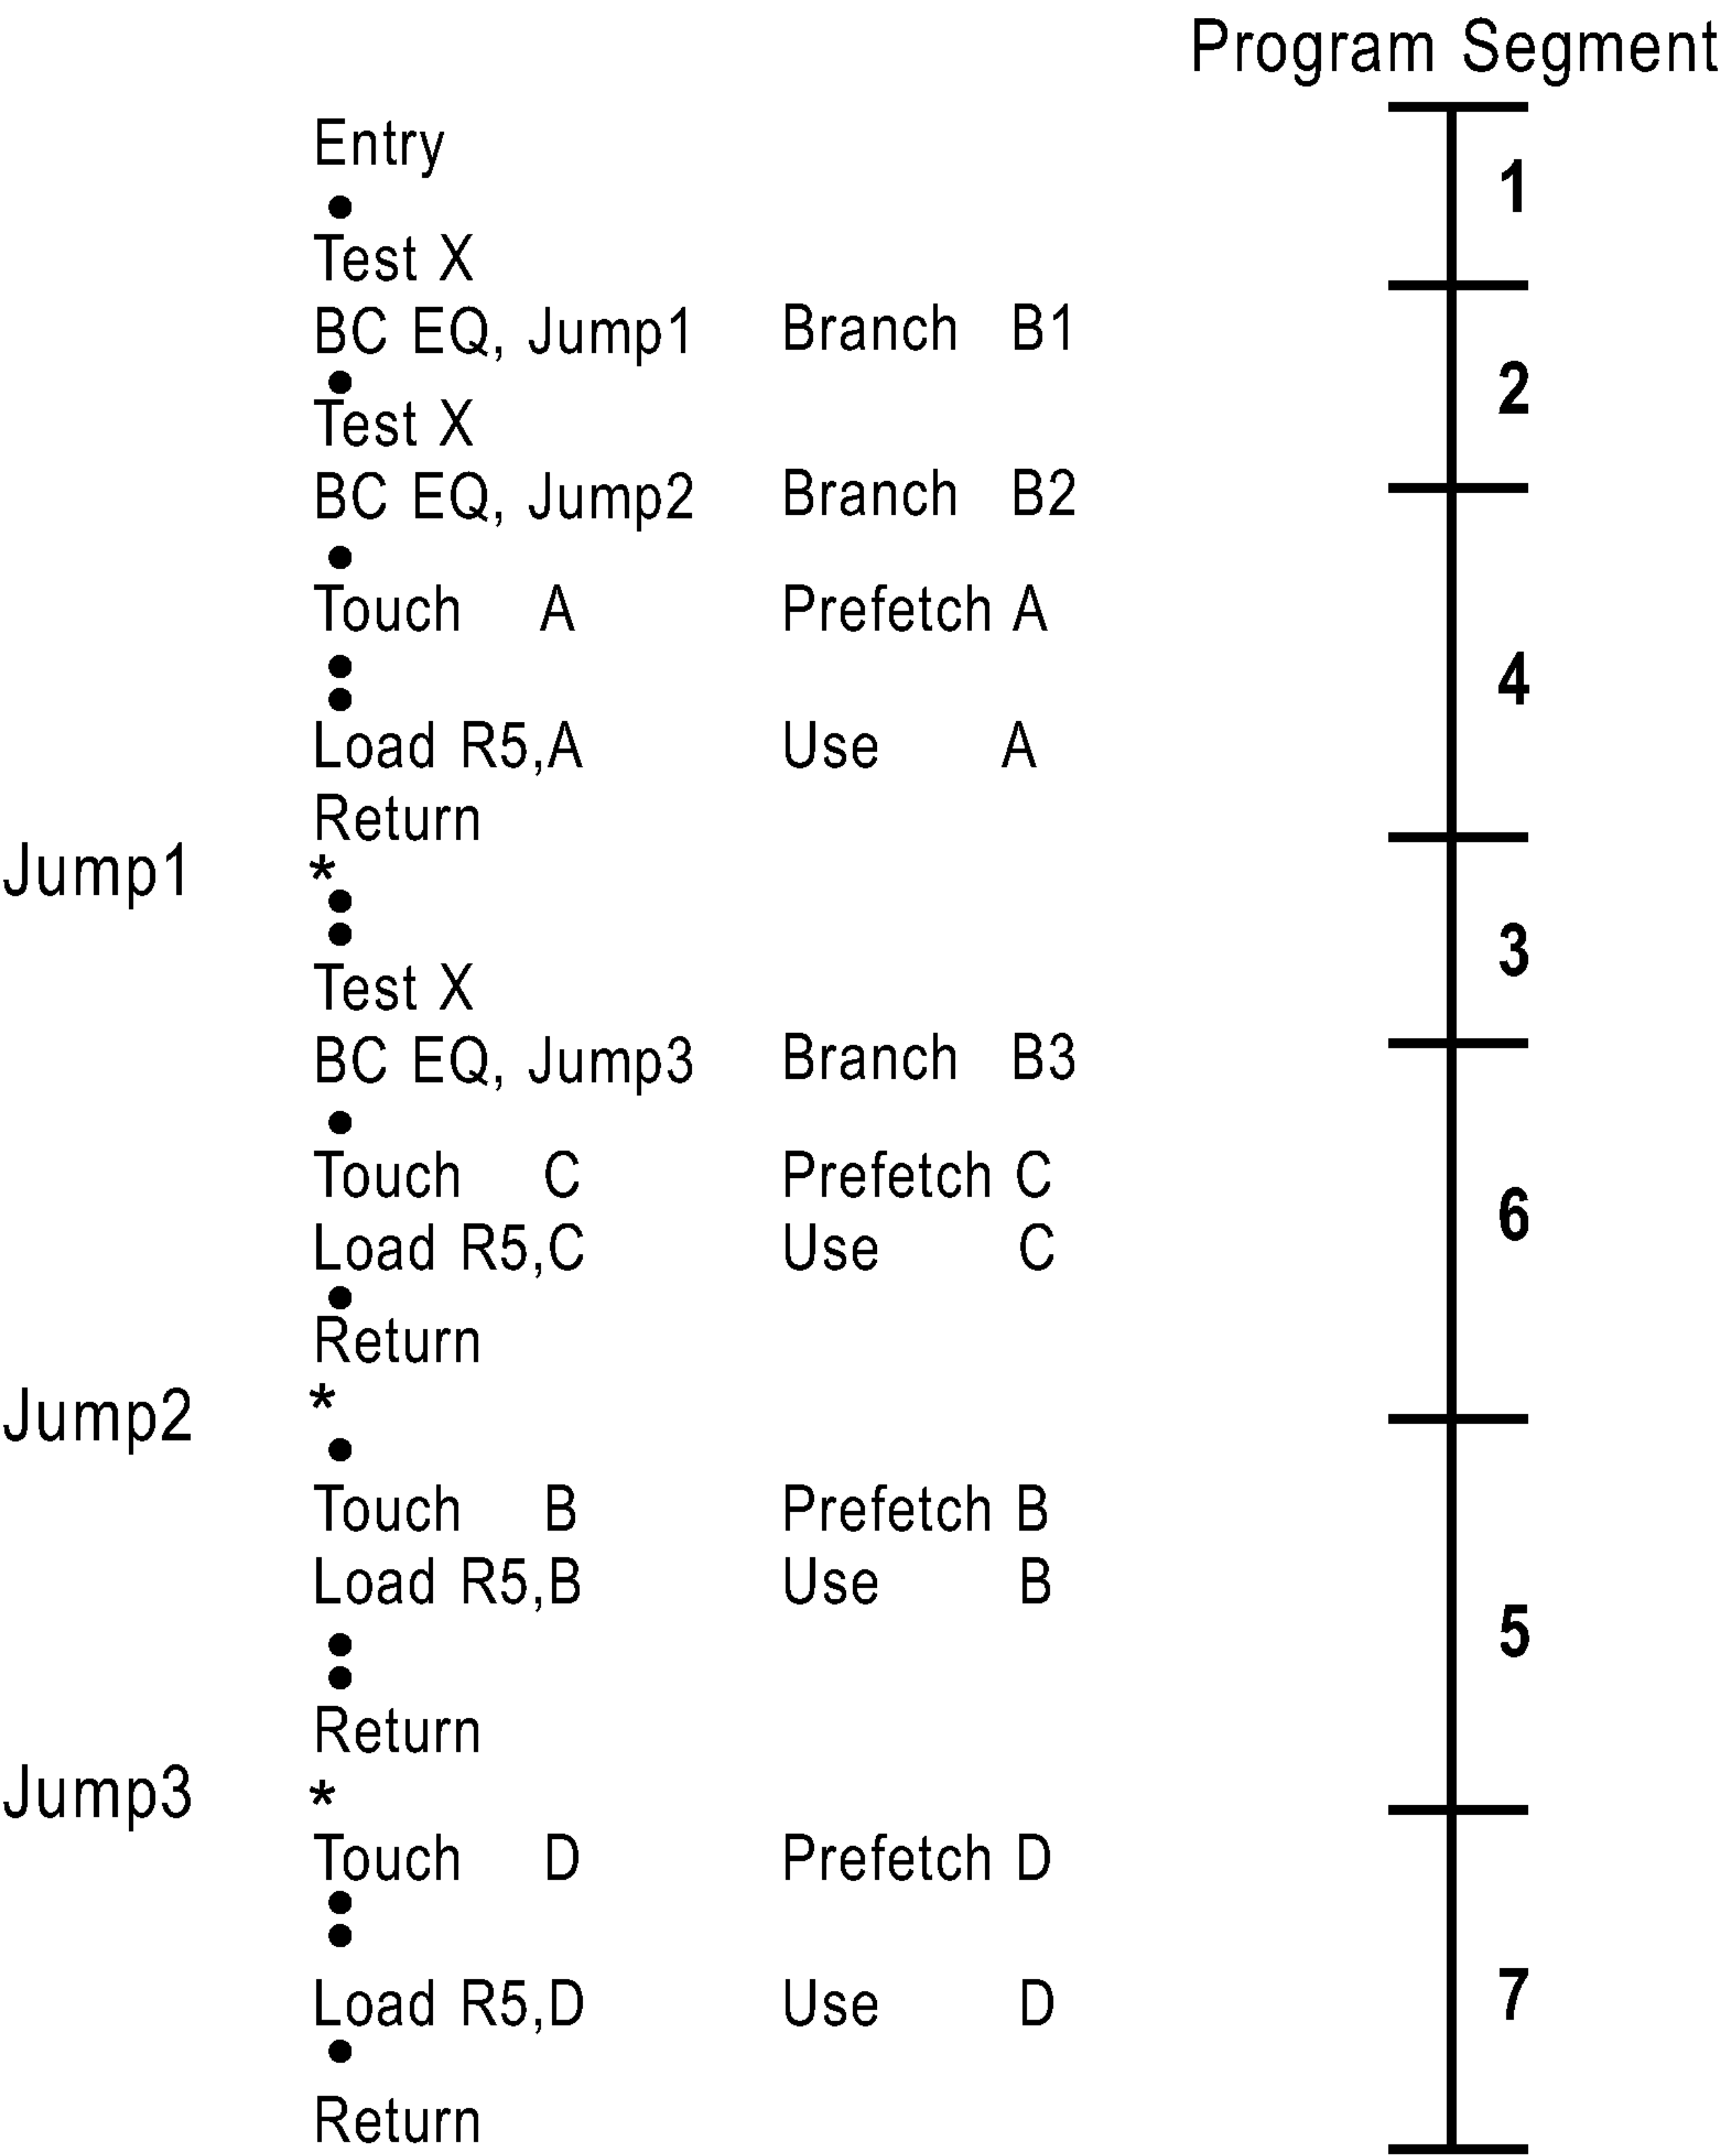 Program Segment
Entry
1
Test X
BC EQ, Jump1 Branch B1
2
Test X
BC EQ, Jump2 Branch B2
Touch A Prefetch A
4
Load R5,A Use A
Return
Jump1 *
3
Test X
BC EQ, Jump3 Branch B3
Touch C Prefetch C
6
Load R5,C Use C
Return
Jump2 *
Touch B Prefetch B
Load R5,B Use B
5
Return
Jump3 *
Touch D Prefetch D
7
Load R5,D Use D
Return